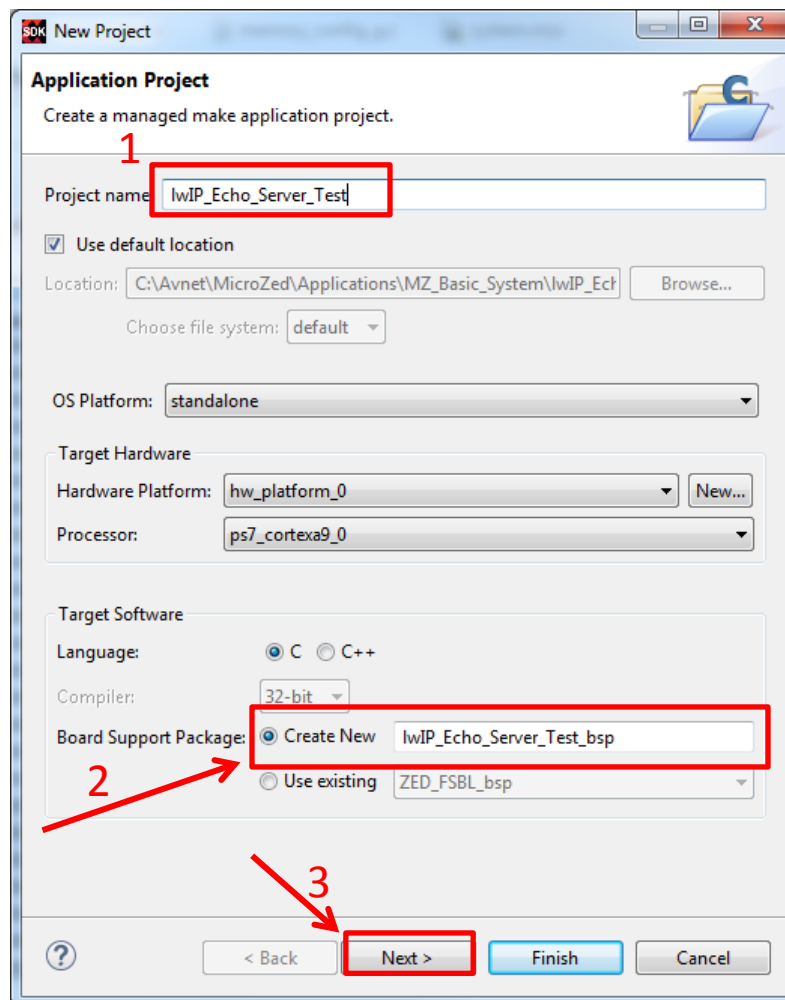 SDK New Project
Application Project
Create a managed make application project.
1
Project name lwIP_Echo_Server_Test
Use default location
Location: C:\Avnet\MicroZed\Applications\MZ_Basic_System\lwIP_Ech Browse...
Choose file system: default
OS Platform: standalone
Target Hardware
Hardware Platform: hw_platform_0 New...
Processor: ps7_cortexa9_0
Target Software
Language: C C++
Compiler: 32-bit
Board Support Package: Create New lwIP_Echo_Server_Test_bsp
2
Use existing ZED_FSBL_bsp
3
? < Back Next > Finish Cancel